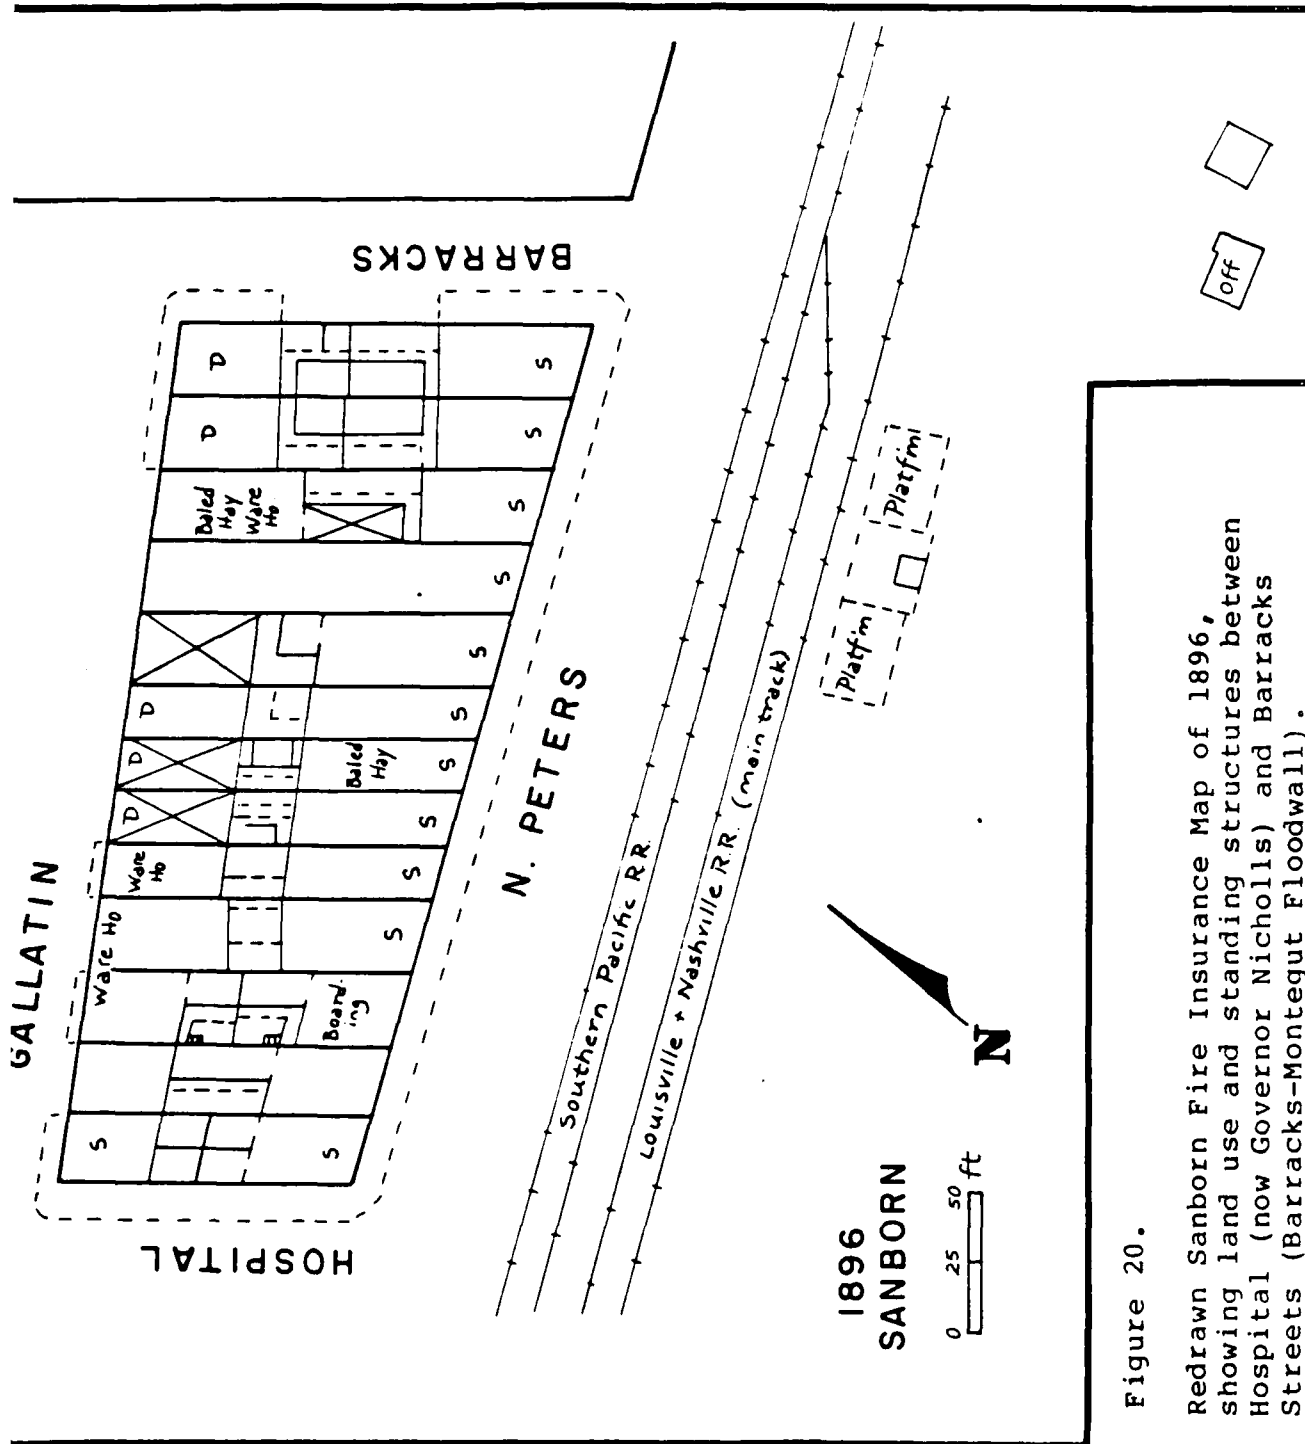 GALLATIN
BARRACKS
HOSPITAL
N. PETERS
D
D
Baled
Hay
Ware
Ho
D
D
D
Ware
Ho
Ware Ho
S
S
S
S
S
S
S
Baled
Hay
S
S
S
S
Board-
ing
S
Southern Pacific R.R.
Louisville + Nashville R.R. (main track)
Platfm
Platfm
Off
N
1896
SANBORN
0 25 50 ft
Figure 20.
Redrawn Sanborn Fire Insurance Map of 1896,
showing land use and standing structures between
Hospital (now Governor Nicholls) and Barracks
Streets (Barracks-Montegut Floodwall).